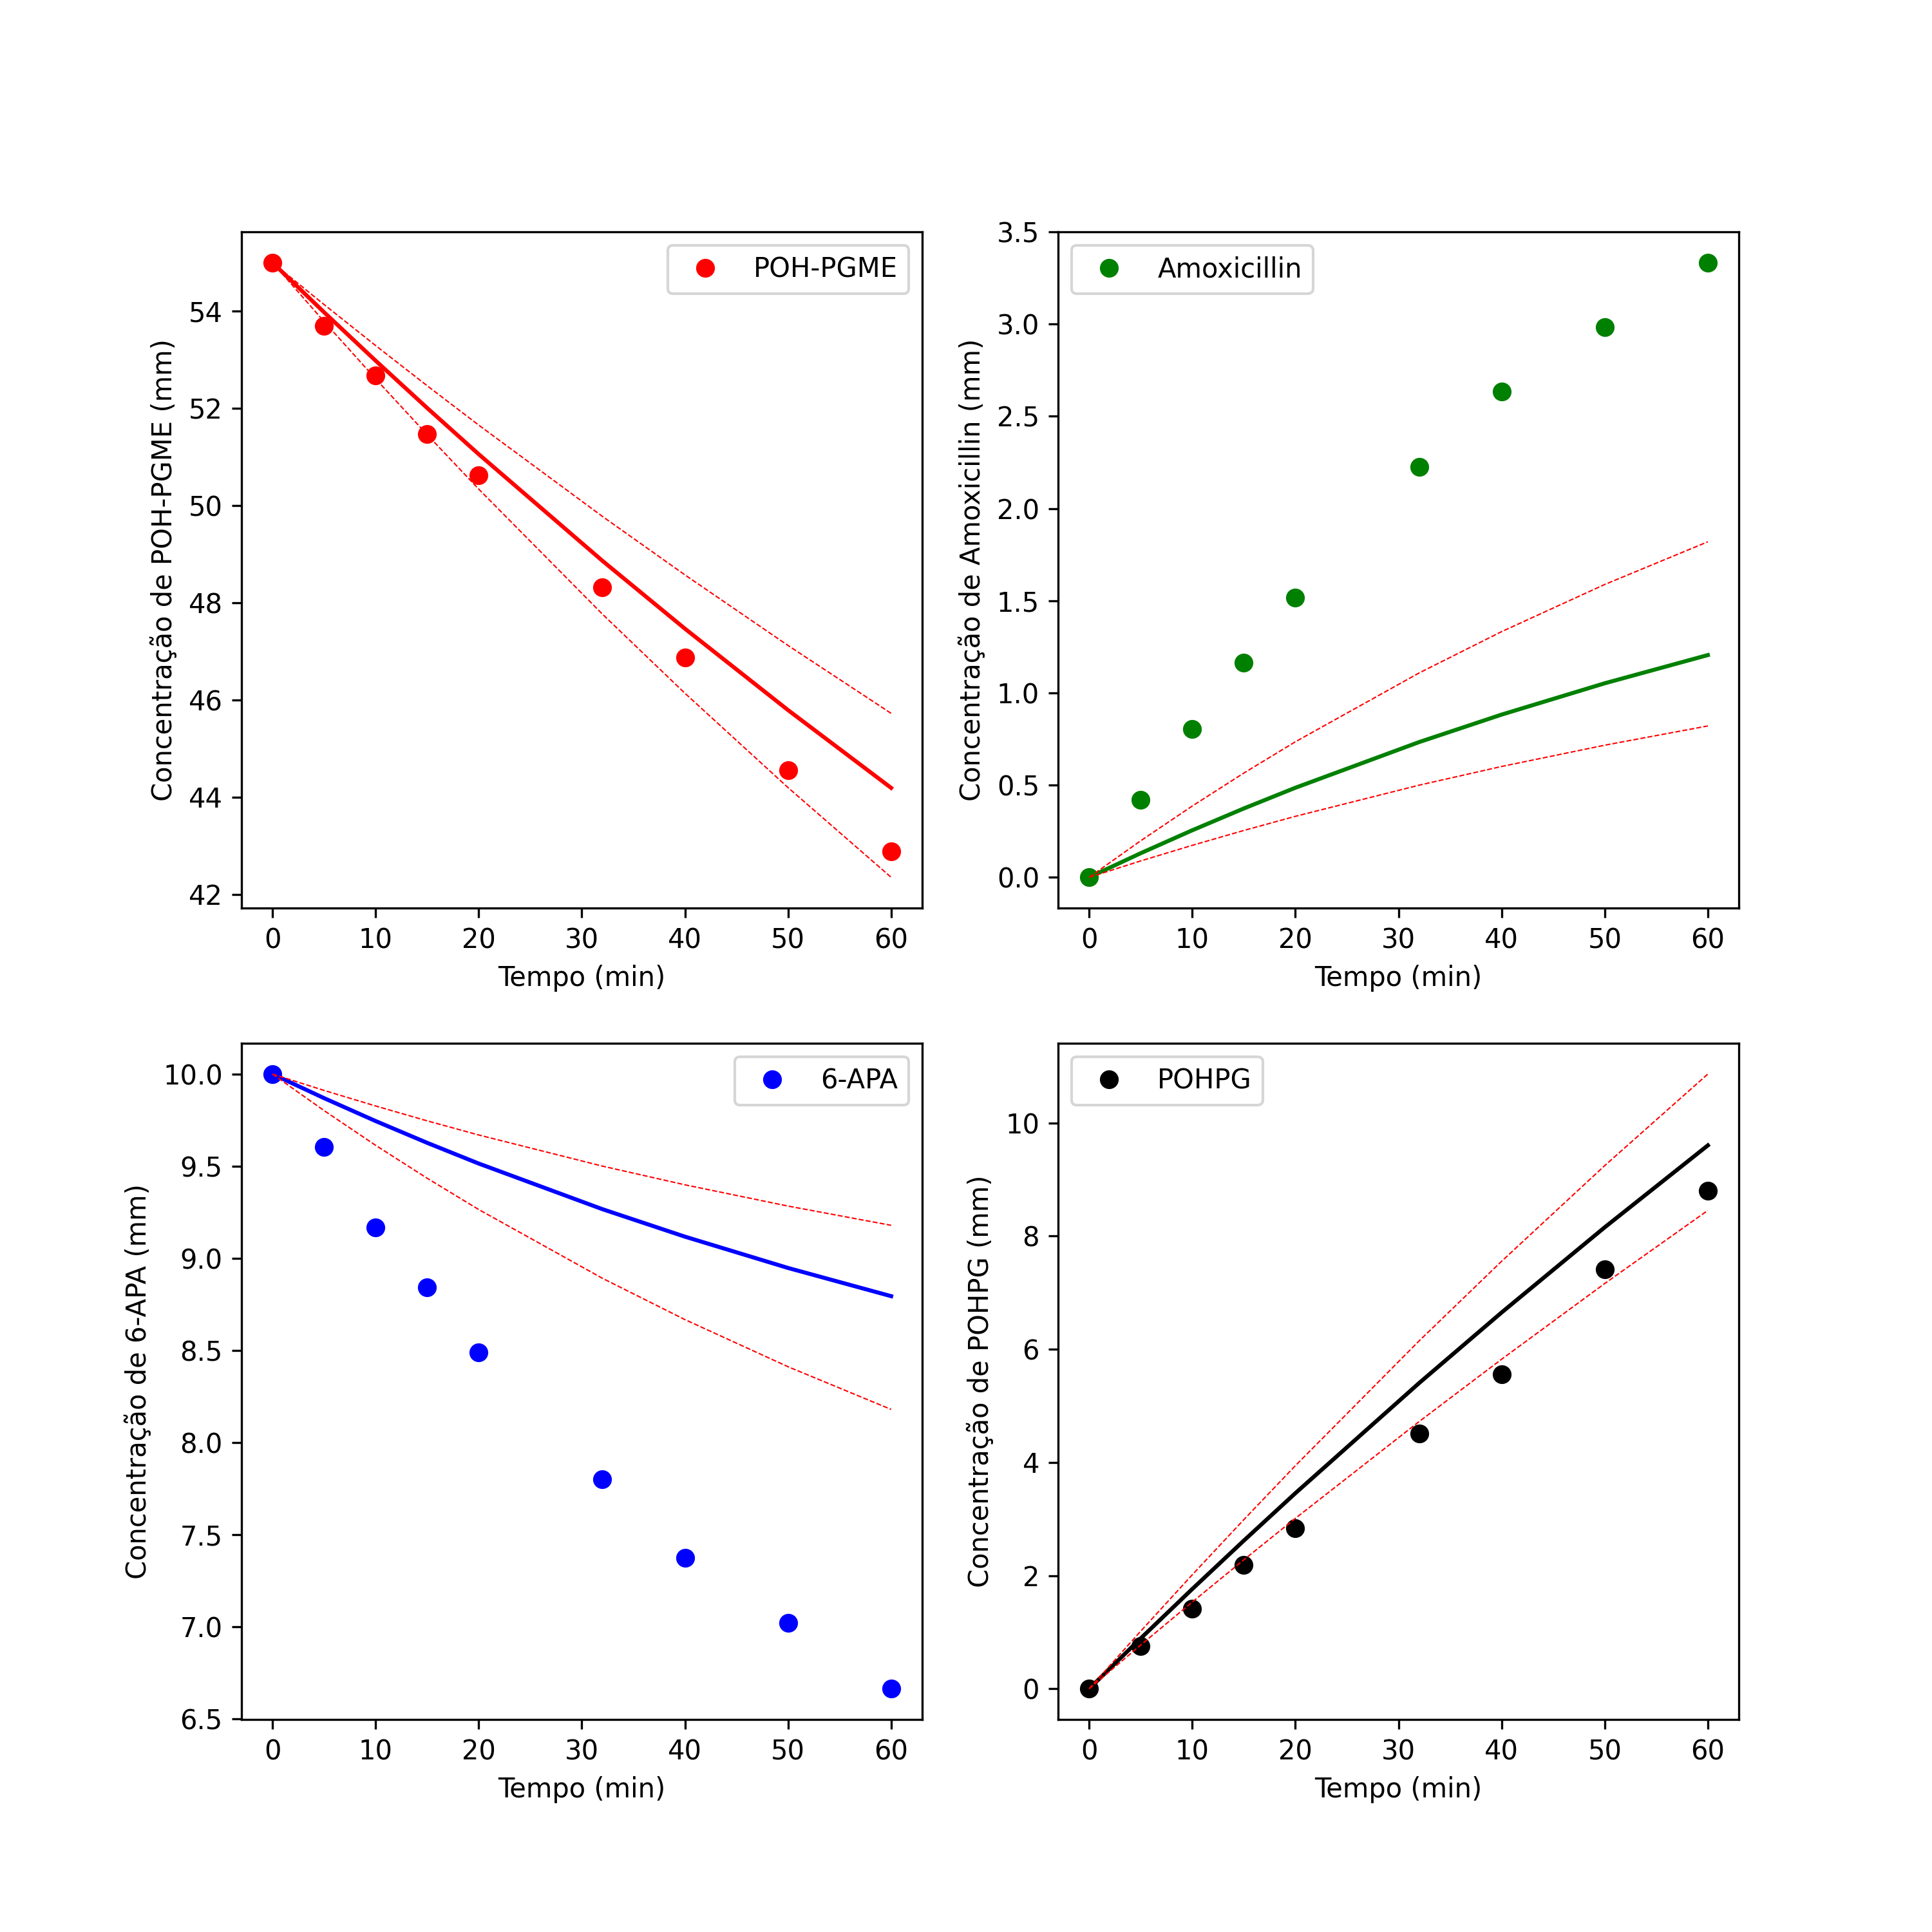 POH-PGME
54
52
50
48
46
44
42
Concentração de POH-PGME (mm)
0 10 20 30 40 50 60
Tempo (min)
Amoxicillin
3.5
3.0
2.5
2.0
1.5
1.0
0.5
0.0
Concentração de Amoxicillin (mm)
0 10 20 30 40 50 60
Tempo (min)
6-APA
10.0
9.5
9.0
8.5
8.0
7.5
7.0
6.5
Concentração de 6-APA (mm)
0 10 20 30 40 50 60
Tempo (min)
POHPG
10
8
6
4
2
0
Concentração de POHPG (mm)
0 10 20 30 40 50 60
Tempo (min)